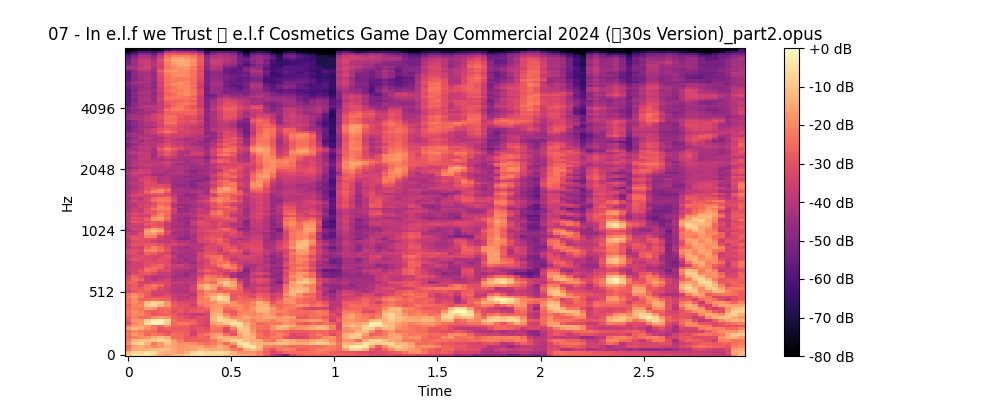 07 - In e.l.f we Trust ▯ e.l.f Cosmetics Game Day Commercial 2024 (▯30s Version)_part2.opus
+0 dB
4096
-10 dB
-20 dB
2048
-30 dB
Hz
1024
-40 dB
-50 dB
512
-60 dB
-70 dB
0
-80 dB
0 0.5 1 1.5 2 2.5
Time